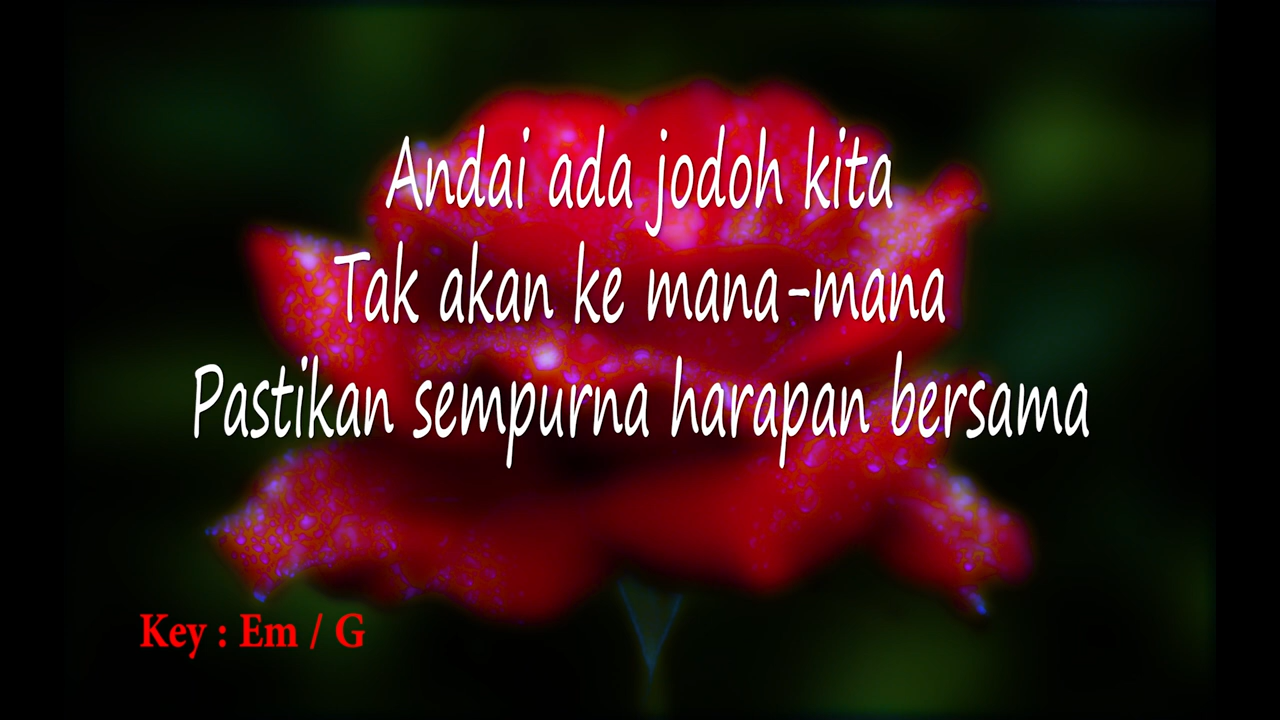 Andai ada jodoh kita
Tak akan ke mana-mana
Pastikan sempurna harapan bersama
Key : Em / G